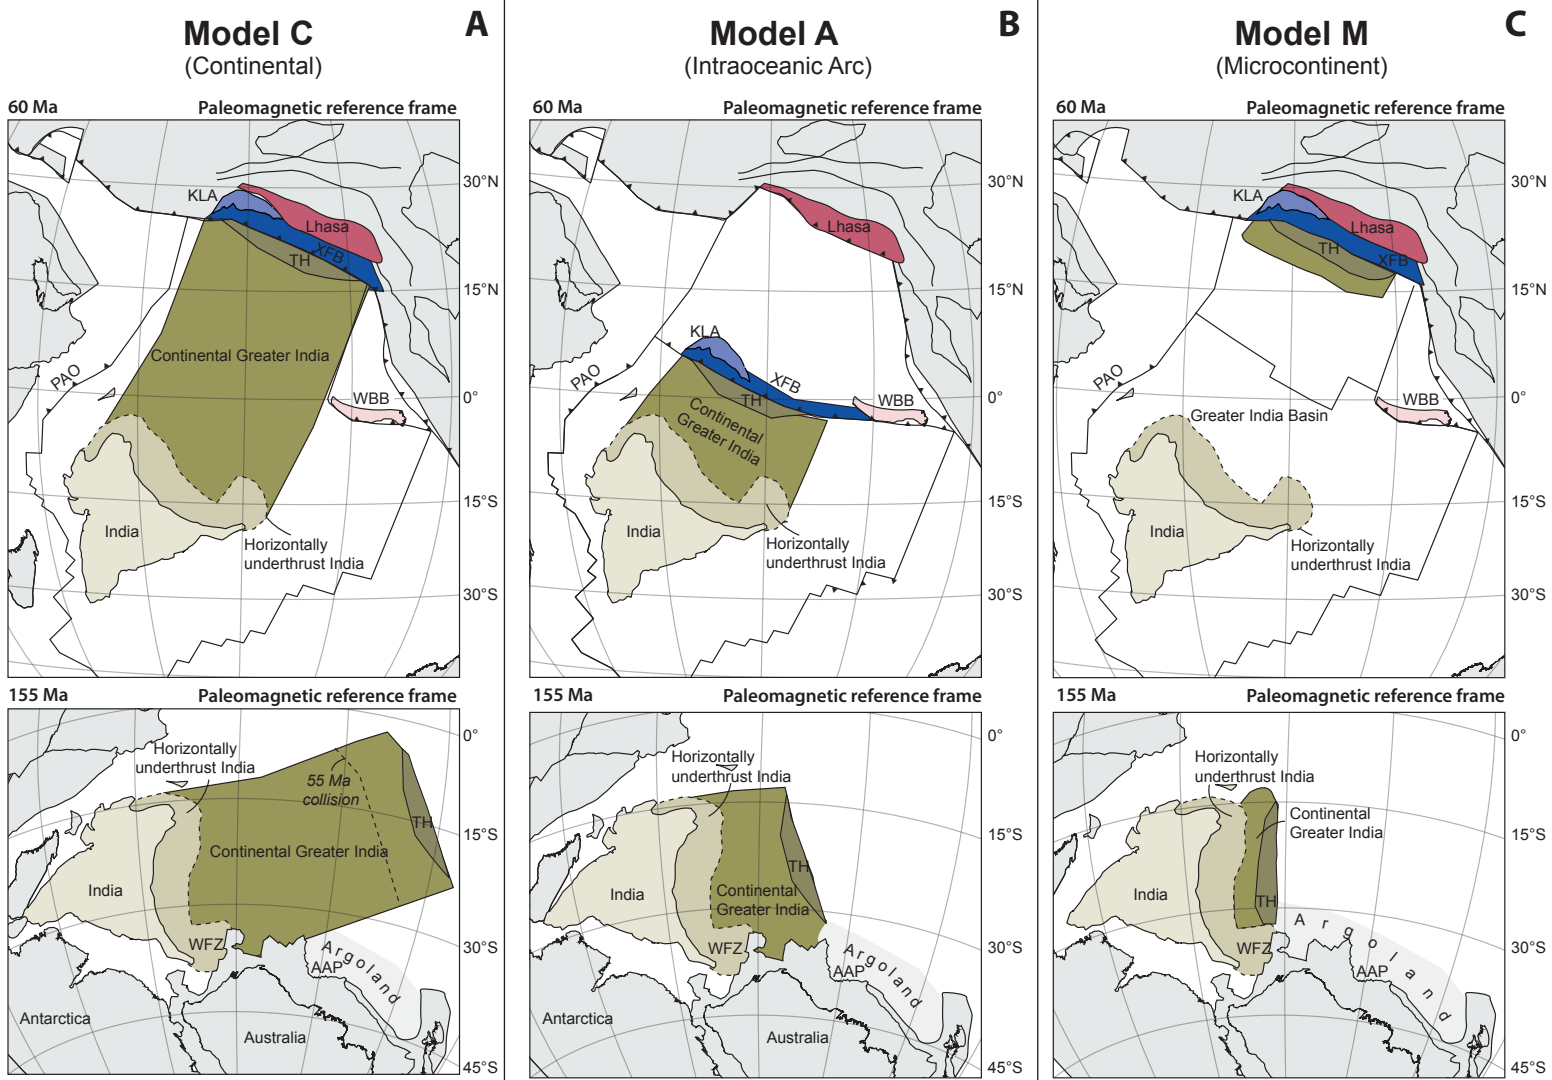 Model C
(Continental)
A
60 Ma
Paleomagnetic reference frame
KLA
Lhasa
XFB
TH
Continental Greater India
PAO
WBB
India
Horizontally
underthrust India
30°N
15°N
0°
15°S
30°S
155 Ma
Paleomagnetic reference frame
Horizontally
underthrust India
55 Ma
collision
TH
Continental Greater India
India
WFZ
Argoland
AAP
Antarctica
Australia
0°
15°S
30°S
45°S
Model A
(Intraoceanic Arc)
B
60 Ma
Paleomagnetic reference frame
Lhasa
KLA
XFB
TH
PAO
WBB
Continental
Greater India
India
Horizontally
underthrust India
30°N
15°N
0°
15°S
30°S
155 Ma
Paleomagnetic reference frame
Horizontally
underthrust India
TH
Continental
Greater India
India
WFZ
Argoland
AAP
Antarctica
Australia
0°
15°S
30°S
45°S
Model M
(Microcontinent)
C
60 Ma
Paleomagnetic reference frame
KLA
Lhasa
TH
XFB
PAO
WBB
Greater India Basin
India
Horizontally
underthrust India
30°N
15°N
0°
15°S
30°S
155 Ma
Paleomagnetic reference frame
Horizontally
underthrust India
Continental
Greater India
India
TH
WFZ
Argoland
AAP
0°
15°S
30°S
45°S